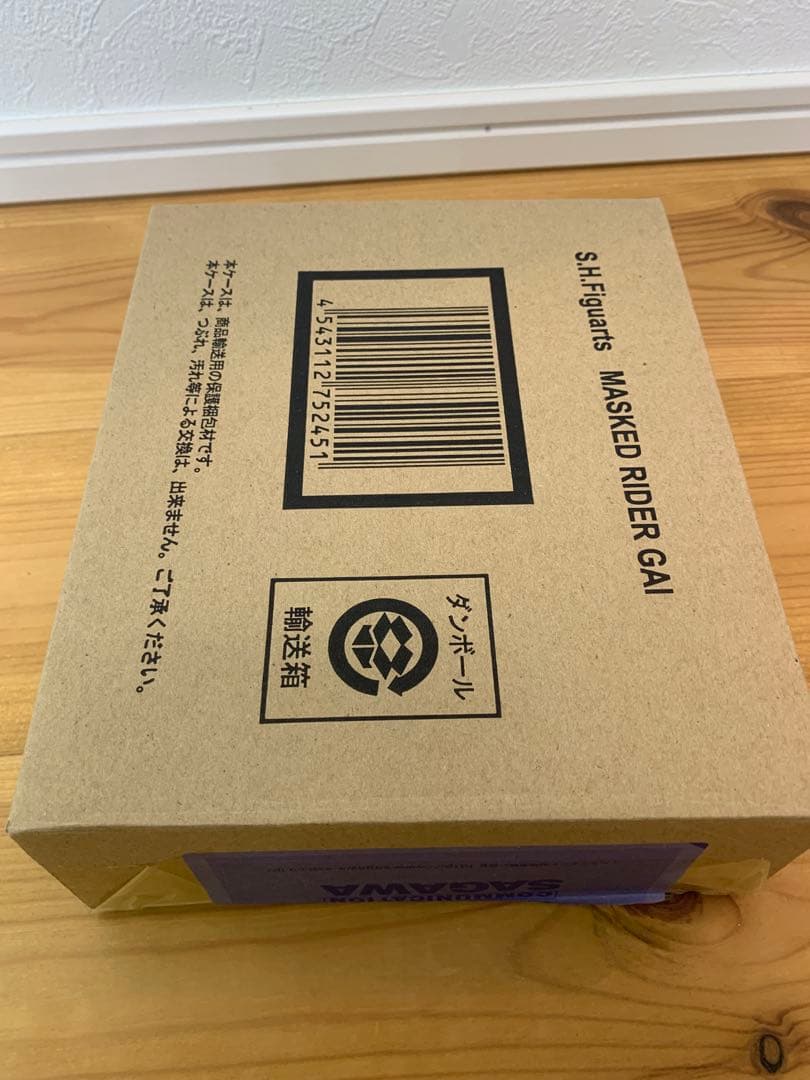 S.H.Figuarts MASKED RIDER GAI
4 543112 752451
ダンボール
輸送箱
本ケースは、商品輸送用の保護梱包材です。
本ケースは、つぶれ、汚れ等による交換は、出来ません。ご了承ください。
COMMUNICATION
SAGAWA